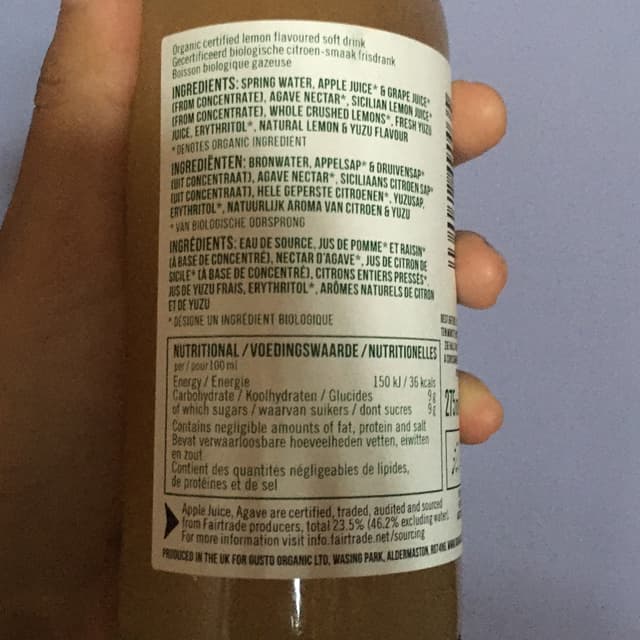 Organic certified lemon flavoured soft drink
Gecertificeerd biologische citroen-smaak frisdrank
Boisson biologique gazeuse
INGREDIENTS: SPRING WATER, APPLE JUICE* & GRAPE JUICE*
(FROM CONCENTRATE), AGAVE NECTAR*, SICILIAN LEMON JUICE*
(FROM CONCENTRATE), WHOLE CRUSHED LEMONS*, FRESH YUZU
JUICE, ERYTHRITOL*, NATURAL LEMON & YUZU FLAVOUR
*DENOTES ORGANIC INGREDIENT
INGREDIËNTEN: BRONWATER, APPELSAP* & DRUIVENSAP*
(UIT CONCENTRAAT), AGAVE NECTAR*, SICILIAANS CITROEN SAP*
(UIT CONCENTRAAT), HELE GEPERSTE CITROENEN*, YUZUSAP,
ERYTHRITOL*, NATUURLIJK AROMA VAN CITROEN & YUZU
* VAN BIOLOGISCHE OORSPRONG
INGRÉDIENTS: EAU DE SOURCE, JUS DE POMME* ET RAISIN*
(À BASE DE CONCENTRÉ), NECTAR D'AGAVE*, JUS DE CITRON DE
SICILE* (À BASE DE CONCENTRÉ), CITRONS ENTIERS PRESSÉS*,
JUS DE YUZU FRAIS, ERYTHRITOL*, ARÔMES NATURELS DE CITRON
ET DE YUZU
* DÉSIGNE UN INGRÉDIENT BIOLOGIQUE
NUTRITIONAL / VOEDINGSWAARDE / NUTRITIONELLES
per / pour 100 ml
Energy / Energie 150 kJ / 36 kcals
Carbohydrate / Koolhydraten / Glucides 9g
of which sugars / waarvan suikers / dont sucres 9g
Contains negligible amounts of fat, protein and salt
Bevat verwaarloosbare hoeveelheden vetten, eiwitten
en zout
Contient des quantités négligeables de lipides,
de protéines et de sel
Apple Juice, Agave are certified, traded, audited and sourced
from Fairtrade producers, total 23.5% (46.2% excluding water).
For more information visit info.fairtrade.net/sourcing
PRODUCED IN THE UK FOR GUSTO ORGANIC LTD, WASING PARK, ALDERMASTON,
275